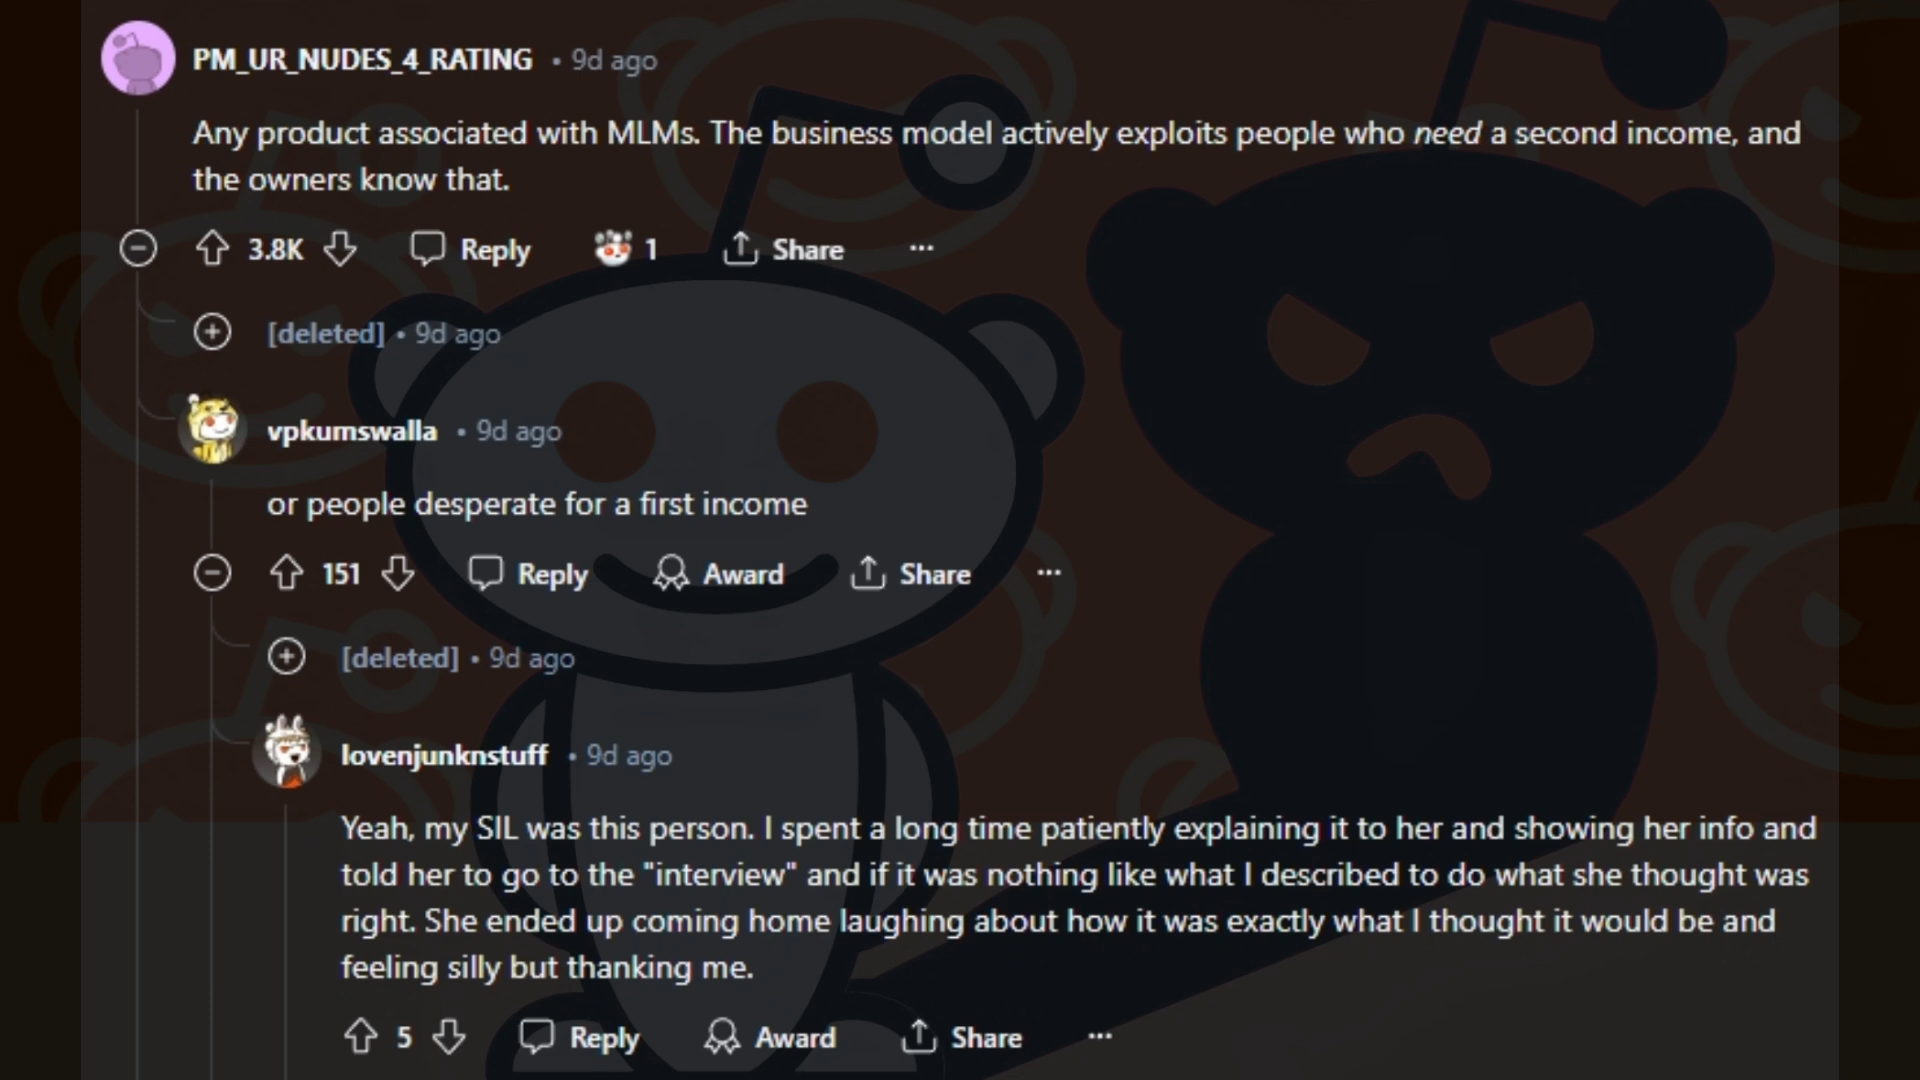 PM_UR_NUDES_4_RATING • 9d ago
Any product associated with MLMs. The business model actively exploits people who need a second income, and
the owners know that.
3.8K Reply 1 Share ...
[deleted] • 9d ago
vpkumswalla • 9d ago
or people desperate for a first income
151 Reply Award Share ...
[deleted] • 9d ago
lovenjunknstuff • 9d ago
Yeah, my SIL was this person. I spent a long time patiently explaining it to her and showing her info and
told her to go to the "interview" and if it was nothing like what I described to do what she thought was
right. She ended up coming home laughing about how it was exactly what I thought it would be and
feeling silly but thanking me.
5 Reply Award Share ...